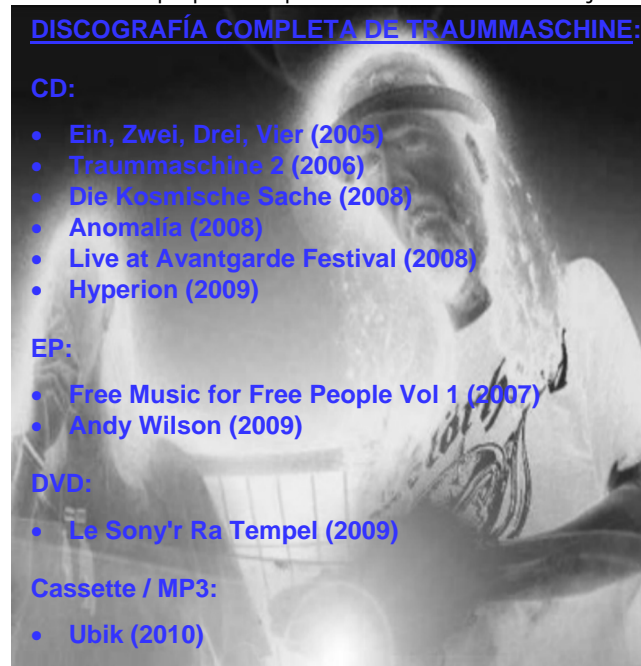 DISCOGRAFÍA COMPLETA DE TRAUMMASCHINE:
CD:
• Ein, Zwei, Drei, Vier (2005)
• Traummaschine 2 (2006)
• Die Kosmische Sache (2008)
• Anomalía (2008)
• Live at Avantgarde Festival (2008)
• Hyperion (2009)
EP:
• Free Music for Free People Vol 1 (2007)
• Andy Wilson (2009)
DVD:
• Le Sony'r Ra Tempel (2009)
Cassette / MP3:
• Ubik (2010)